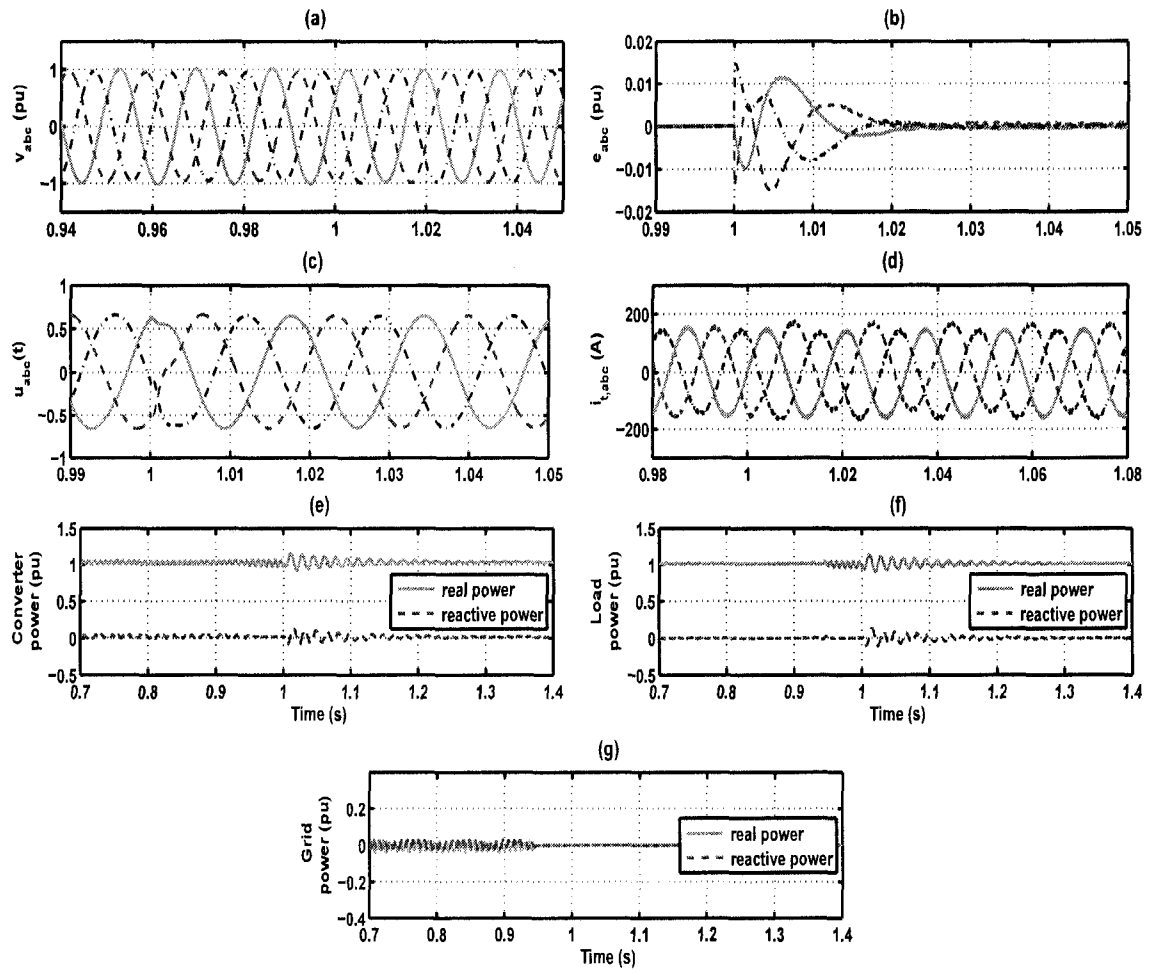 (a)
v_abc (pu)
1
0
−1
0.94 0.96 0.98 1 1.02 1.04
(b)
e_abc (pu)
0.02
0.01
0
−0.01
−0.02
0.99 1 1.01 1.02 1.03 1.04 1.05
(c)
u_abc(t)
1
0.5
0
−0.5
−1
0.99 1 1.01 1.02 1.03 1.04 1.05
(d)
i_t,abc (A)
200
0
−200
0.98 1 1.02 1.04 1.06 1.08
(e)
Converter
power (pu)
1.5
1
0.5
0
−0.5
real power
reactive power
0.7 0.8 0.9 1 1.1 1.2 1.3 1.4
Time (s)
(f)
Load
power (pu)
1.5
1
0.5
0
−0.5
real power
reactive power
0.7 0.8 0.9 1 1.1 1.2 1.3 1.4
Time (s)
(g)
Grid
power (pu)
0.2
0
−0.2
−0.4
real power
reactive power
0.7 0.8 0.9 1 1.1 1.2 1.3 1.4
Time (s)